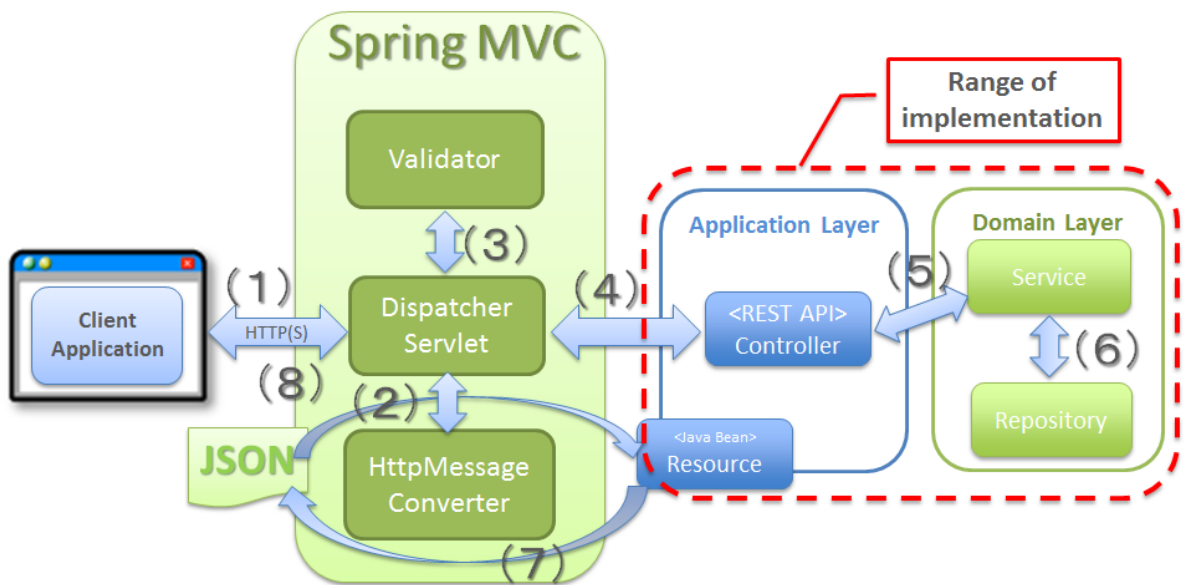 Spring MVC
Range of
implementation
Validator
Application Layer
Domain Layer
(3)
(1)
(4)
(5)
Service
Client
Application
HTTP(S)
Dispatcher
Servlet
<REST API>
Controller
(6)
(8)
(2)
Repository
JSON
HttpMessage
Converter
<Java Bean>
Resource
(7)